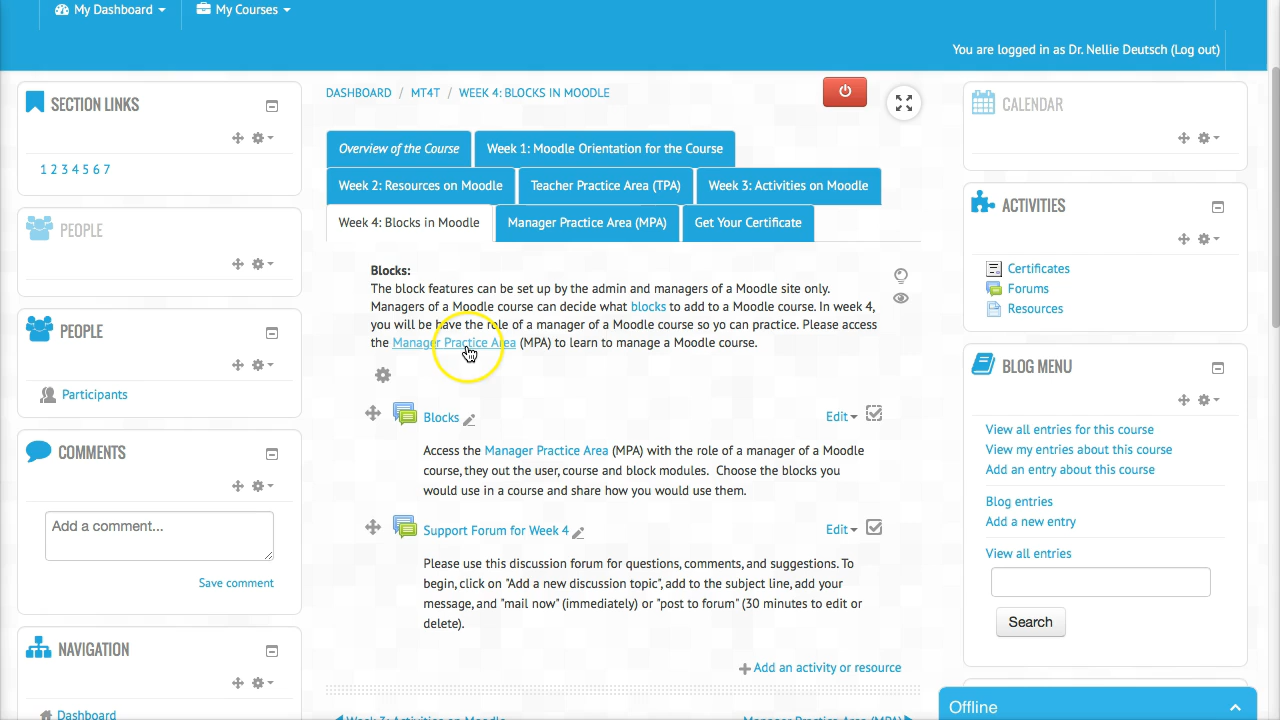 My Dashboard
My Courses
You are logged in as Dr. Nellie Deutsch (Log out)
SECTION LINKS
1 2 3 4 5 6 7
PEOPLE
PEOPLE
Participants
COMMENTS
Add a comment...
Save comment
NAVIGATION
Dashboard
DASHBOARD / MT4T / WEEK 4: BLOCKS IN MOODLE
Overview of the Course
Week 1: Moodle Orientation for the Course
Week 2: Resources on Moodle
Teacher Practice Area (TPA)
Week 3: Activities on Moodle
Week 4: Blocks in Moodle
Manager Practice Area (MPA)
Get Your Certificate
Blocks:
The block features can be set up by the admin and managers of a Moodle site only.
Managers of a Moodle course can decide what blocks to add to a Moodle course. In week 4,
you will be have the role of a manager of a Moodle course so yo can practice. Please access
the Manager Practice Area (MPA) to learn to manage a Moodle course.
Blocks
Edit
Access the Manager Practice Area (MPA) with the role of a manager of a Moodle
course, they out the user, course and block modules. Choose the blocks you
would use in a course and share how you would use them.
Support Forum for Week 4
Edit
Please use this discussion forum for questions, comments, and suggestions. To
begin, click on "Add a new discussion topic", add to the subject line, add your
message, and "mail now" (immediately) or "post to forum" (30 minutes to edit or
delete).
Add an activity or resource
Week 3: Activities on Moodle
Manager Practice Area (MPA)
CALENDAR
ACTIVITIES
Certificates
Forums
Resources
BLOG MENU
View all entries for this course
View my entries about this course
Add an entry about this course
Blog entries
Add a new entry
View all entries
Search
Offline